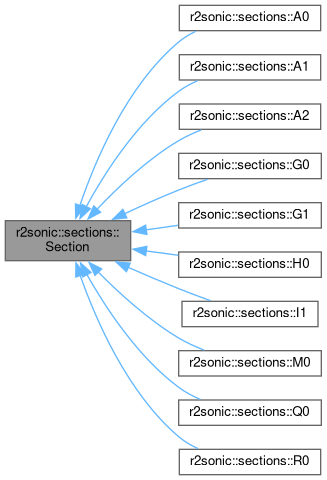 r2sonic::sections::A0
r2sonic::sections::A1
r2sonic::sections::A2
r2sonic::sections::G0
r2sonic::sections::G1
r2sonic::sections::
Section
r2sonic::sections::H0
r2sonic::sections::I1
r2sonic::sections::M0
r2sonic::sections::Q0
r2sonic::sections::R0